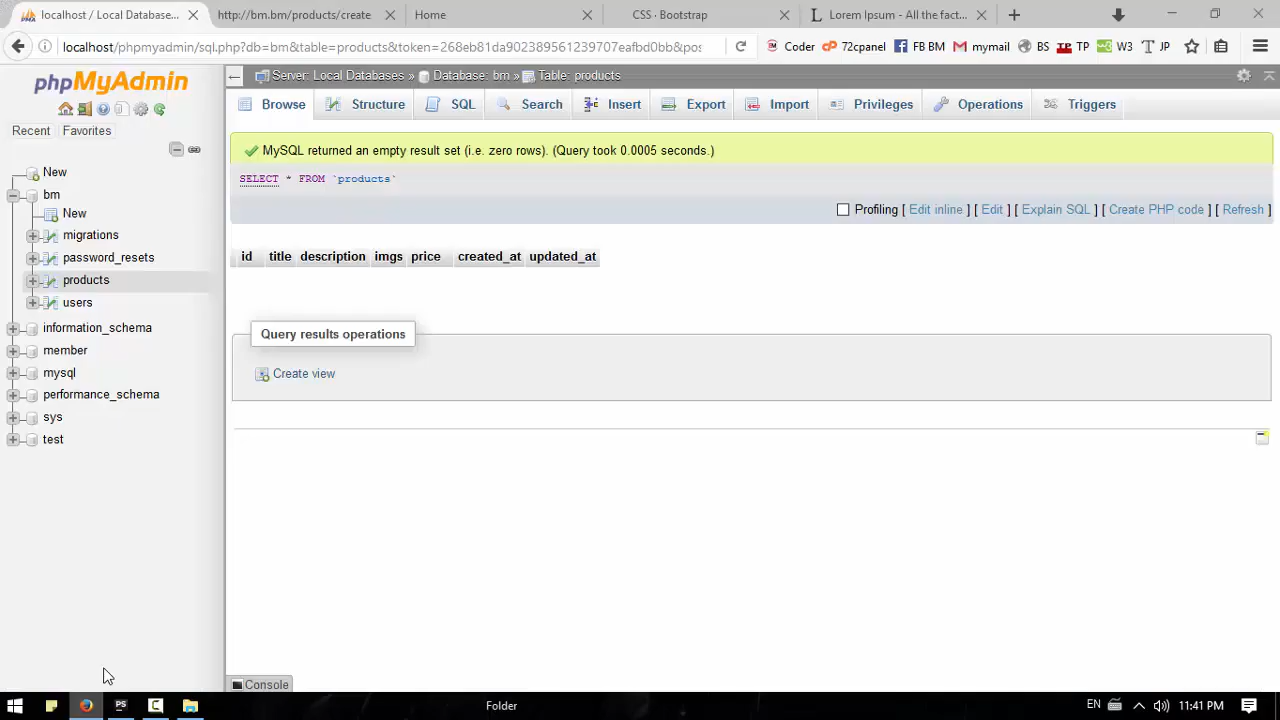 localhost / Local Database...
http://bm.bm/products/create
Home
CSS · Bootstrap
Lorem Ipsum - All the fact...
localhost/phpmyadmin/sql.php?db=bm&table=products&token=268eb81da902389561239707eafbd0bb&pos
Coder
72cpanel
FB BM
mymail
BS
TP
W3
JP
phpMyAdmin
Server: Local Databases » Database: bm » Table: products
Browse
Structure
SQL
Search
Insert
Export
Import
Privileges
Operations
Triggers
Recent
Favorites
MySQL returned an empty result set (i.e. zero rows). (Query took 0.0005 seconds.)
SELECT * FROM `products`
Profiling [ Edit inline ] [ Edit ] [ Explain SQL ] [ Create PHP code ] [ Refresh ]
New
bm
New
migrations
password_resets
products
users
information_schema
member
mysql
performance_schema
sys
test
id title description imgs price created_at updated_at
Query results operations
Create view
Console
Folder
EN
11:41 PM